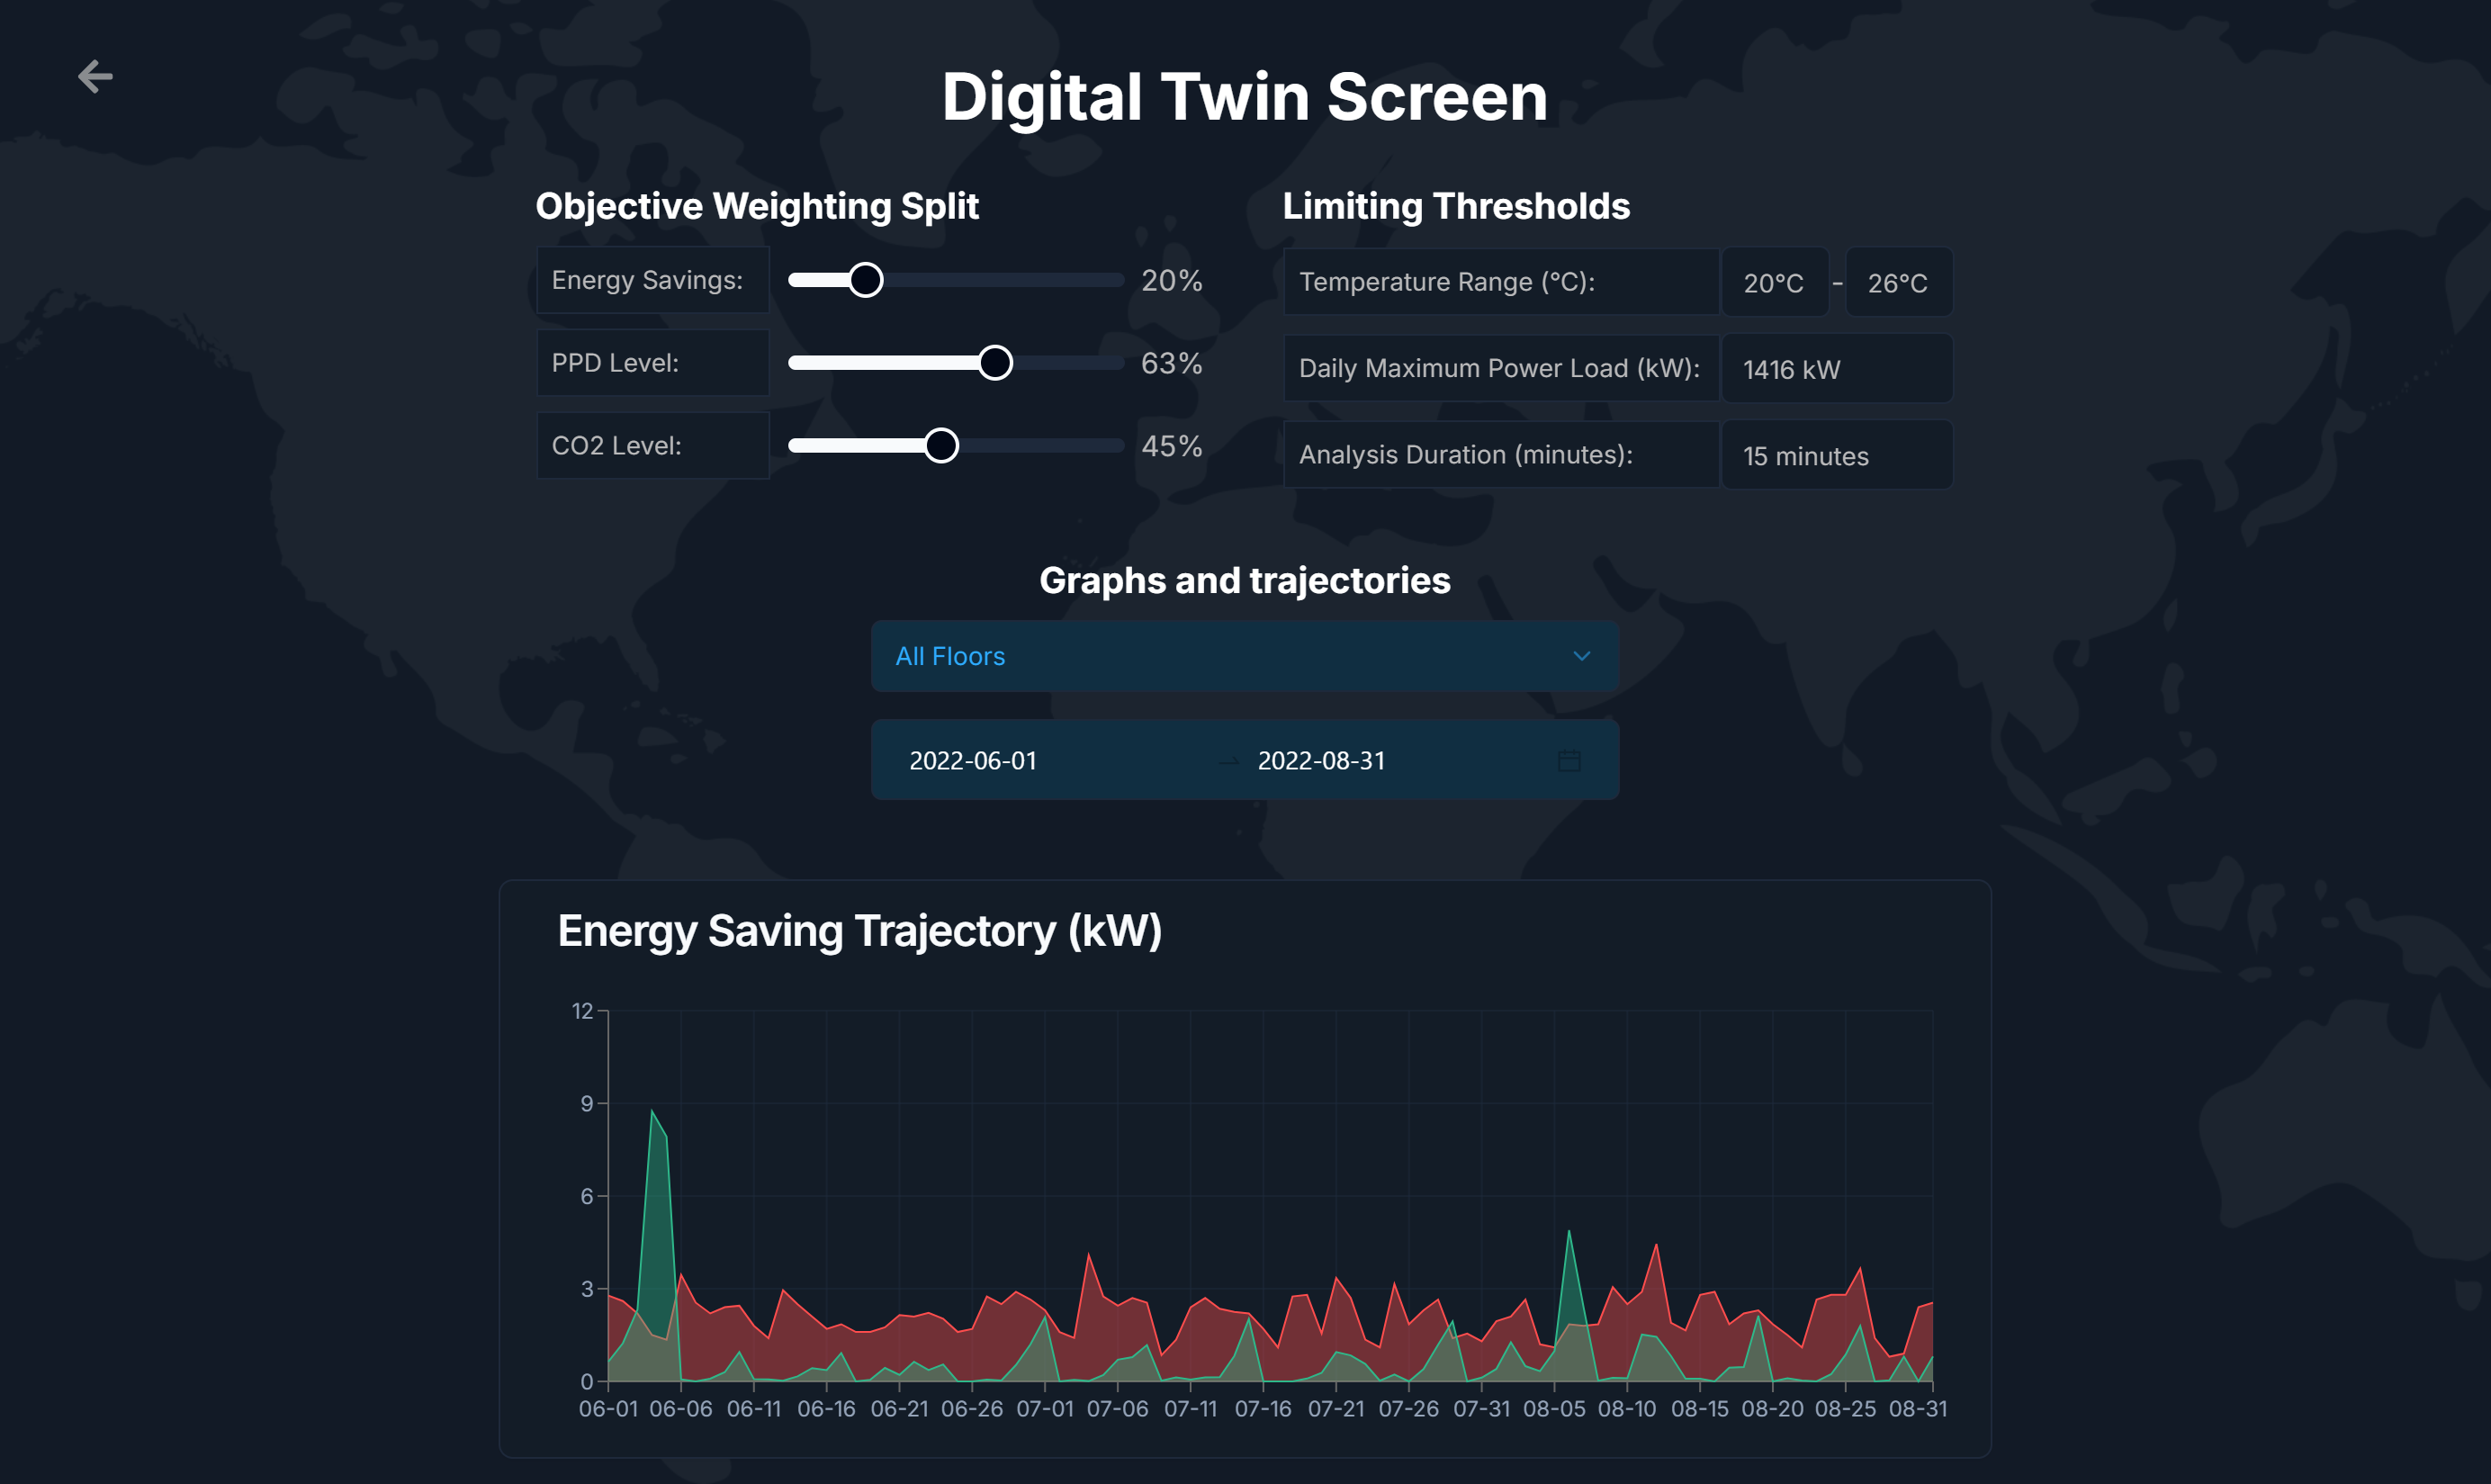 Digital Twin Screen
Objective Weighting Split
Energy Savings: 20%
PPD Level: 63%
CO2 Level: 45%
Limiting Thresholds
Temperature Range (°C): 20°C - 26°C
Daily Maximum Power Load (kW): 1416 kW
Analysis Duration (minutes): 15 minutes
Graphs and trajectories
All Floors
2022-06-01 → 2022-08-31
Energy Saving Trajectory (kW)
12
9
6
3
0
06-01 06-06 06-11 06-16 06-21 06-26 07-01 07-06 07-11 07-16 07-21 07-26 07-31 08-05 08-10 08-15 08-20 08-25 08-31